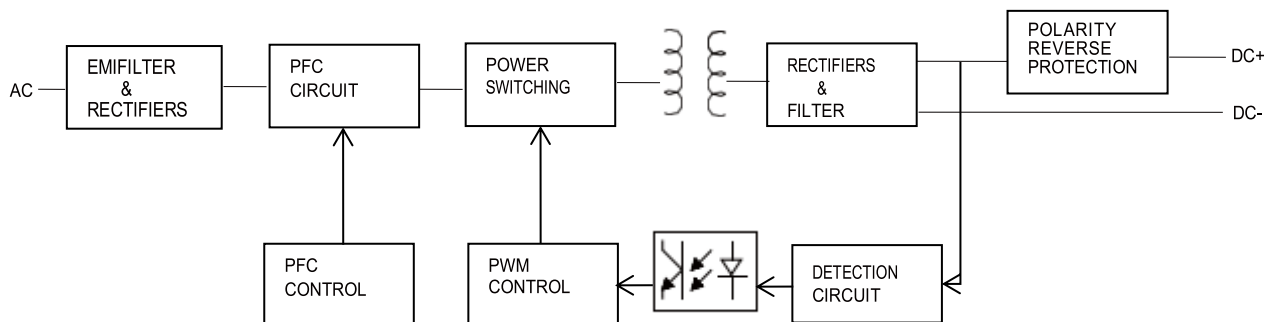 AC
EMIFILTER
&
RECTIFIERS
PFC
CIRCUIT
POWER
SWITCHING
RECTIFIERS
&
FILTER
POLARITY
REVERSE
PROTECTION
DC+
DC-
PFC
CONTROL
PWM
CONTROL
DETECTION
CIRCUIT